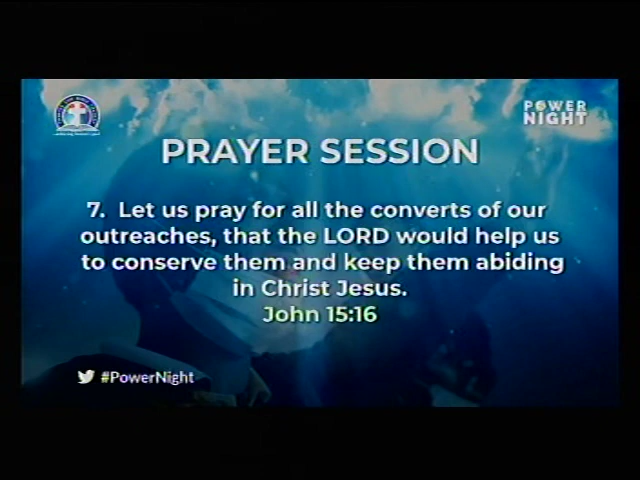 POWER
NIGHT
PRAYER SESSION
7. Let us pray for all the converts of our
outreaches, that the LORD would help us
to conserve them and keep them abiding
in Christ Jesus.
John 15:16
#PowerNight